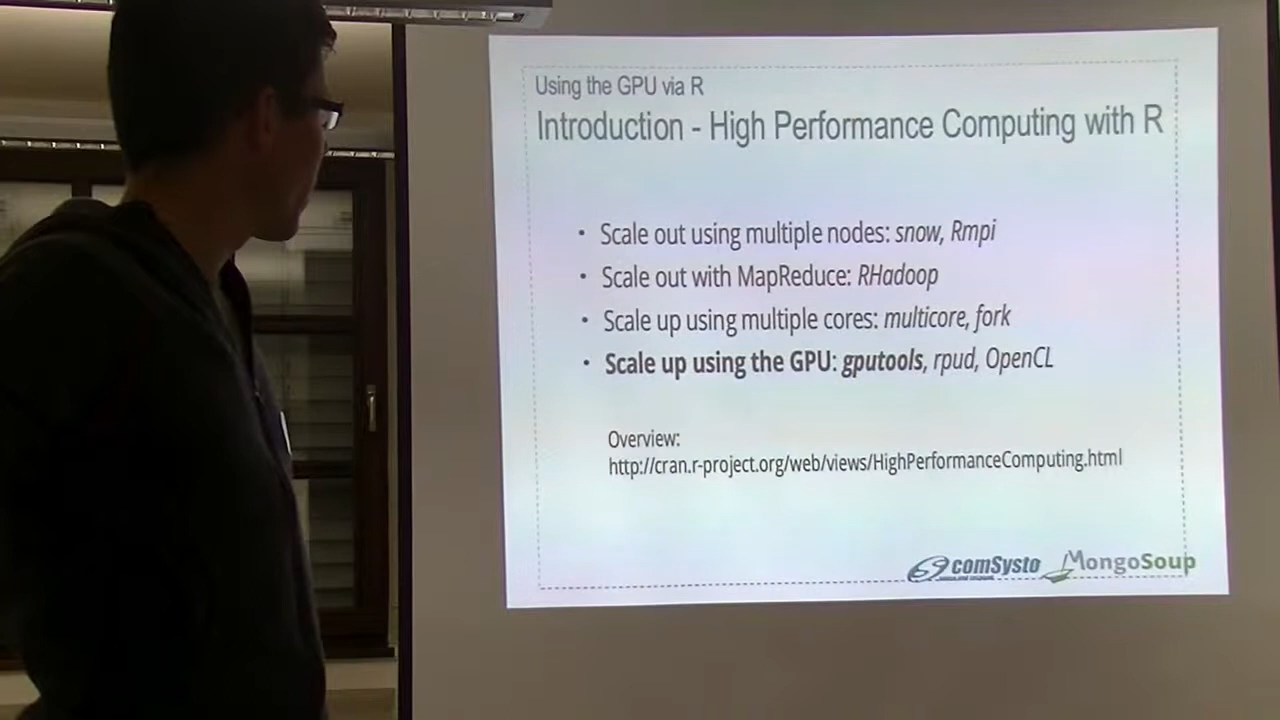 Using the GPU via R
Introduction - High Performance Computing with R
• Scale out using multiple nodes: snow, Rmpi
• Scale out with MapReduce: RHadoop
• Scale up using multiple cores: multicore, fork
• Scale up using the GPU: gputools, rpud, OpenCL
Overview:
http://cran.r-project.org/web/views/HighPerformanceComputing.html
comSysto MongoSoup